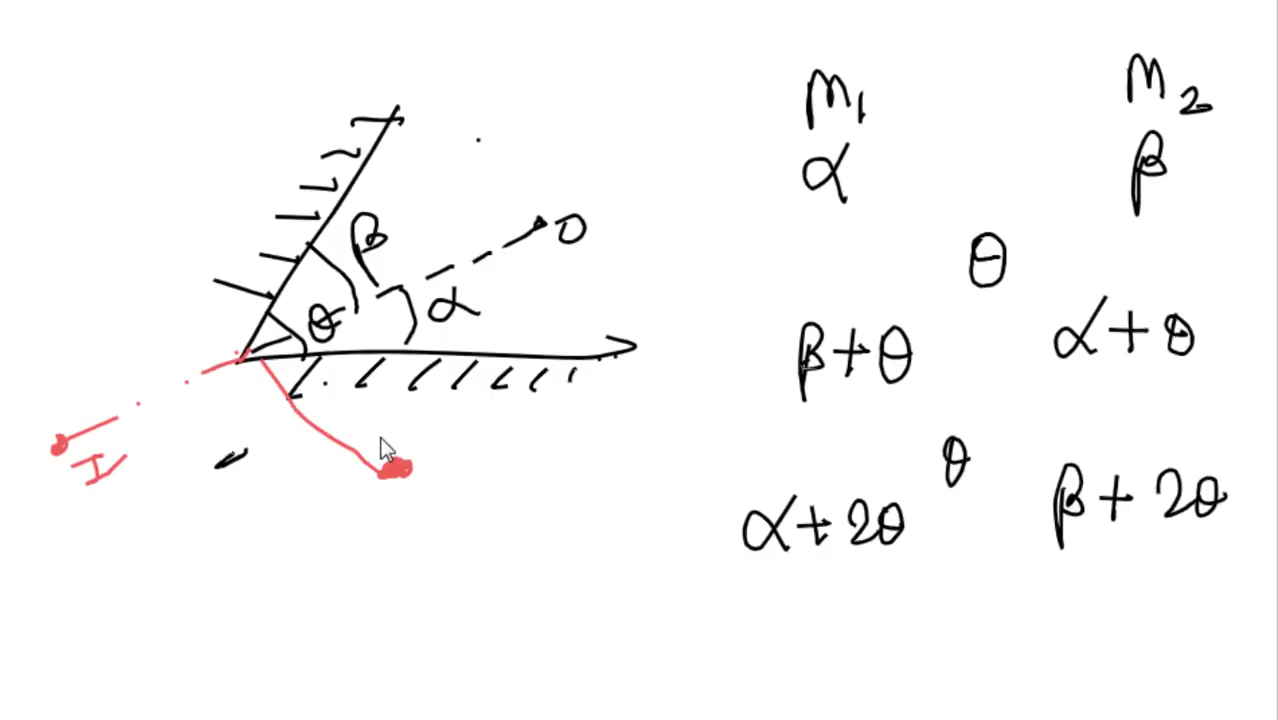 M₁ M₂
α β
β O
θ α
θ
β+θ α+θ
I
θ
α+2θ β+2θ